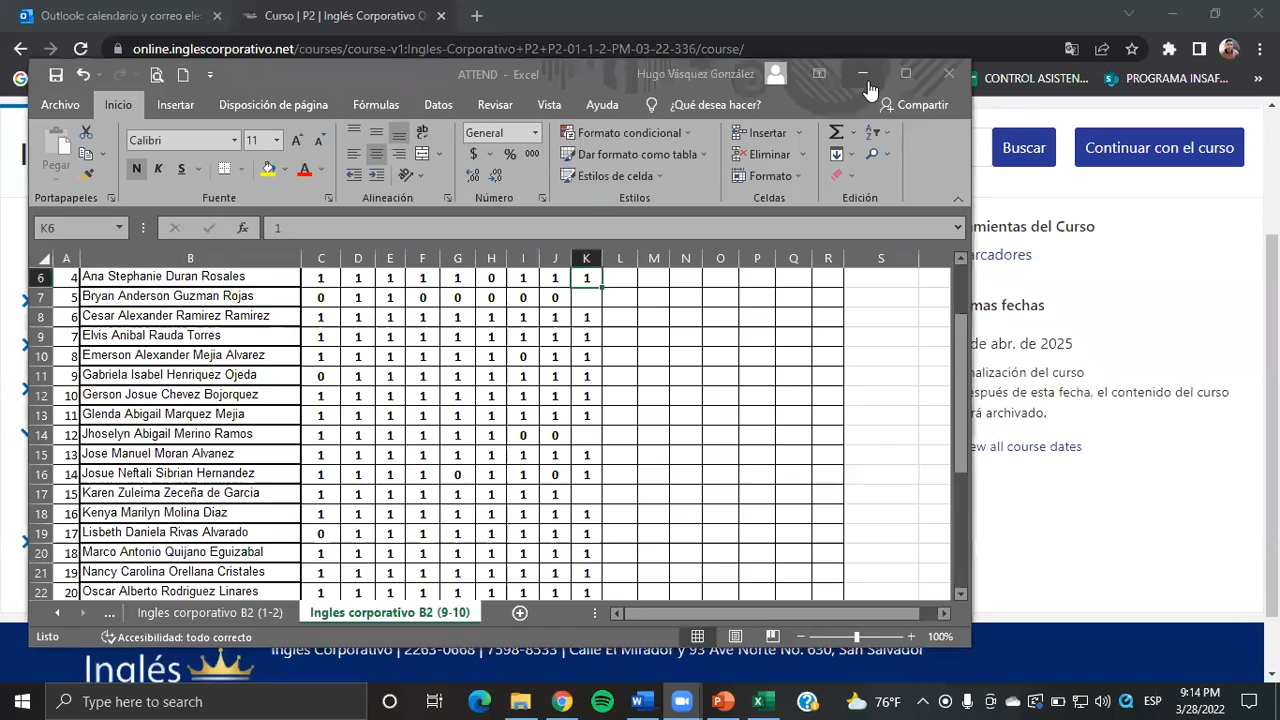 Outlook: calendario y correo ele
Curso | P2 | Inglés Corporativo O
online.inglescorporativo.net/courses/course-v1:Ingles-Corporativo+P2+P2-01-1-2-PM-03-22-336/course/
CONTROL ASISTEN...
PROGRAMA INSAF...
ATTEND - Excel
Hugo Vásquez González
Archivo Inicio Insertar Disposición de página Fórmulas Datos Revisar Vista Ayuda ¿Qué desea hacer? Compartir
Pegar
Calibri 11
N K S
General
$ % 000
Formato condicional
Dar formato como tabla
Estilos de celda
Insertar
Eliminar
Formato
Portapapeles Fuente Alineación Número Estilos Celdas Edición
K6 fx 1
A B C D E F G H I J K L M N O P Q R S
6 4 Ana Stephanie Duran Rosales 1 1 1 1 1 0 1 1 1
7 5 Bryan Anderson Guzman Rojas 0 1 1 0 0 0 0 0
8 6 Cesar Alexander Ramirez Ramirez 1 1 1 1 1 1 1 1 1
9 7 Elvis Anibal Rauda Torres 1 1 1 1 1 1 1 1 1
10 8 Emerson Alexander Mejia Alvarez 1 1 1 1 1 1 0 1 1
11 9 Gabriela Isabel Henriquez Ojeda 0 1 1 1 1 1 1 1 1
12 10 Gerson Josue Chevez Bojorquez 1 1 1 1 1 1 1 1 1
13 11 Glenda Abigail Marquez Mejia 1 1 1 1 1 1 1 1 1
14 12 Jhoselyn Abigail Merino Ramos 1 1 1 1 1 1 0 0
15 13 Jose Manuel Moran Alvanez 1 1 1 1 1 1 1 1 1
16 14 Josue Neftali Sibrian Hernandez 1 1 1 1 0 1 1 0 1
17 15 Karen Zuleima Zeceña de Garcia 1 1 1 1 1 1 1 1
18 16 Kenya Marilyn Molina Diaz 1 1 1 1 1 1 1 1 1
19 17 Lisbeth Daniela Rivas Alvarado 0 1 1 1 1 1 1 1 1
20 18 Marco Antonio Quijano Eguizabal 1 1 1 1 1 1 1 1 1
21 19 Nancy Carolina Orellana Cristales 1 1 1 1 1 1 1 1 1
22 20 Oscar Alberto Rodriguez Linares 1 1 1 1 1 1 1 1 1
... Ingles corporativo B2 (1-2) Ingles corporativo B2 (9-10)
Listo Accesibilidad: todo correcto 100%
Buscar Continuar con el curso
amientas del Curso
arcadores
mas fechas
de abr. de 2025
nalización del curso
espués de esta fecha, el contenido del curso
rá archivado.
ew all course dates
Inglés
Inglés Corporativo | 2263-0668 | 7598-8533 | Calle El Mirador y 93 Ave Norte No. 630, San Salvador
Type here to search
76°F
ESP
9:14 PM
3/28/2022